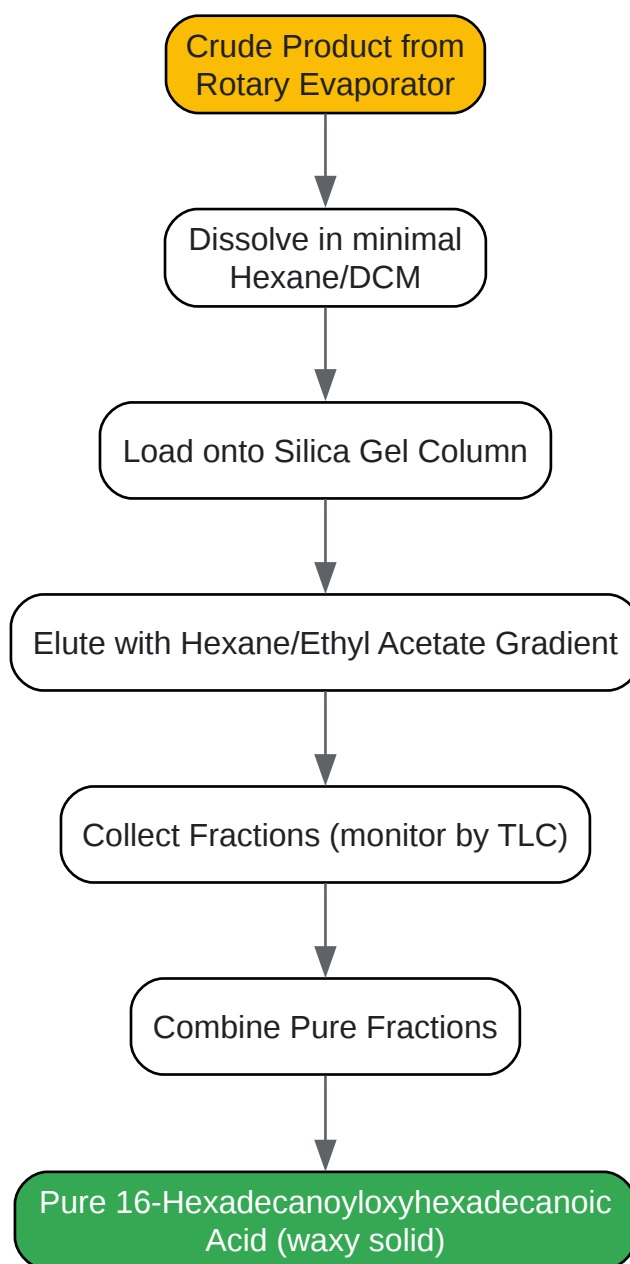 Crude Product from
Rotary Evaporator
Dissolve in minimal
Hexane/DCM
Load onto Silica Gel Column
Elute with Hexane/Ethyl Acetate Gradient
Collect Fractions (monitor by TLC)
Combine Pure Fractions
Pure 16-Hexadecanoyloxyhexadecanoic
Acid (waxy solid)